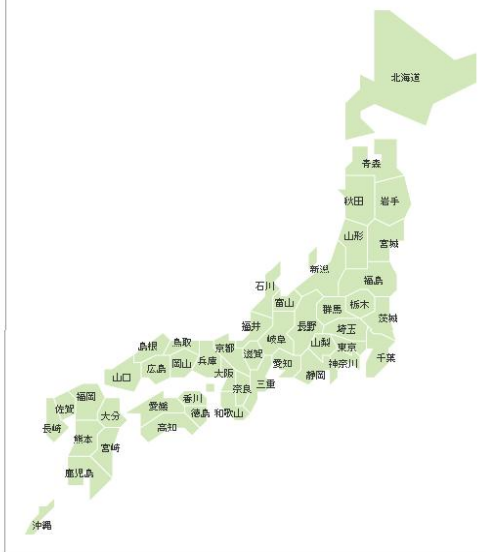 北海道
青森
秋田
岩手
山形
宮城
新潟
福島
石川
富山
群馬
栃木
茨城
福井
岐阜
長野
埼玉
山梨
東京
千葉
神奈川
静岡
愛知
滋賀
京都
兵庫
鳥取
島根
岡山
広島
山口
大阪
奈良
三重
和歌山
香川
徳島
愛媛
高知
福岡
佐賀
長崎
大分
熊本
宮崎
鹿児島
沖縄